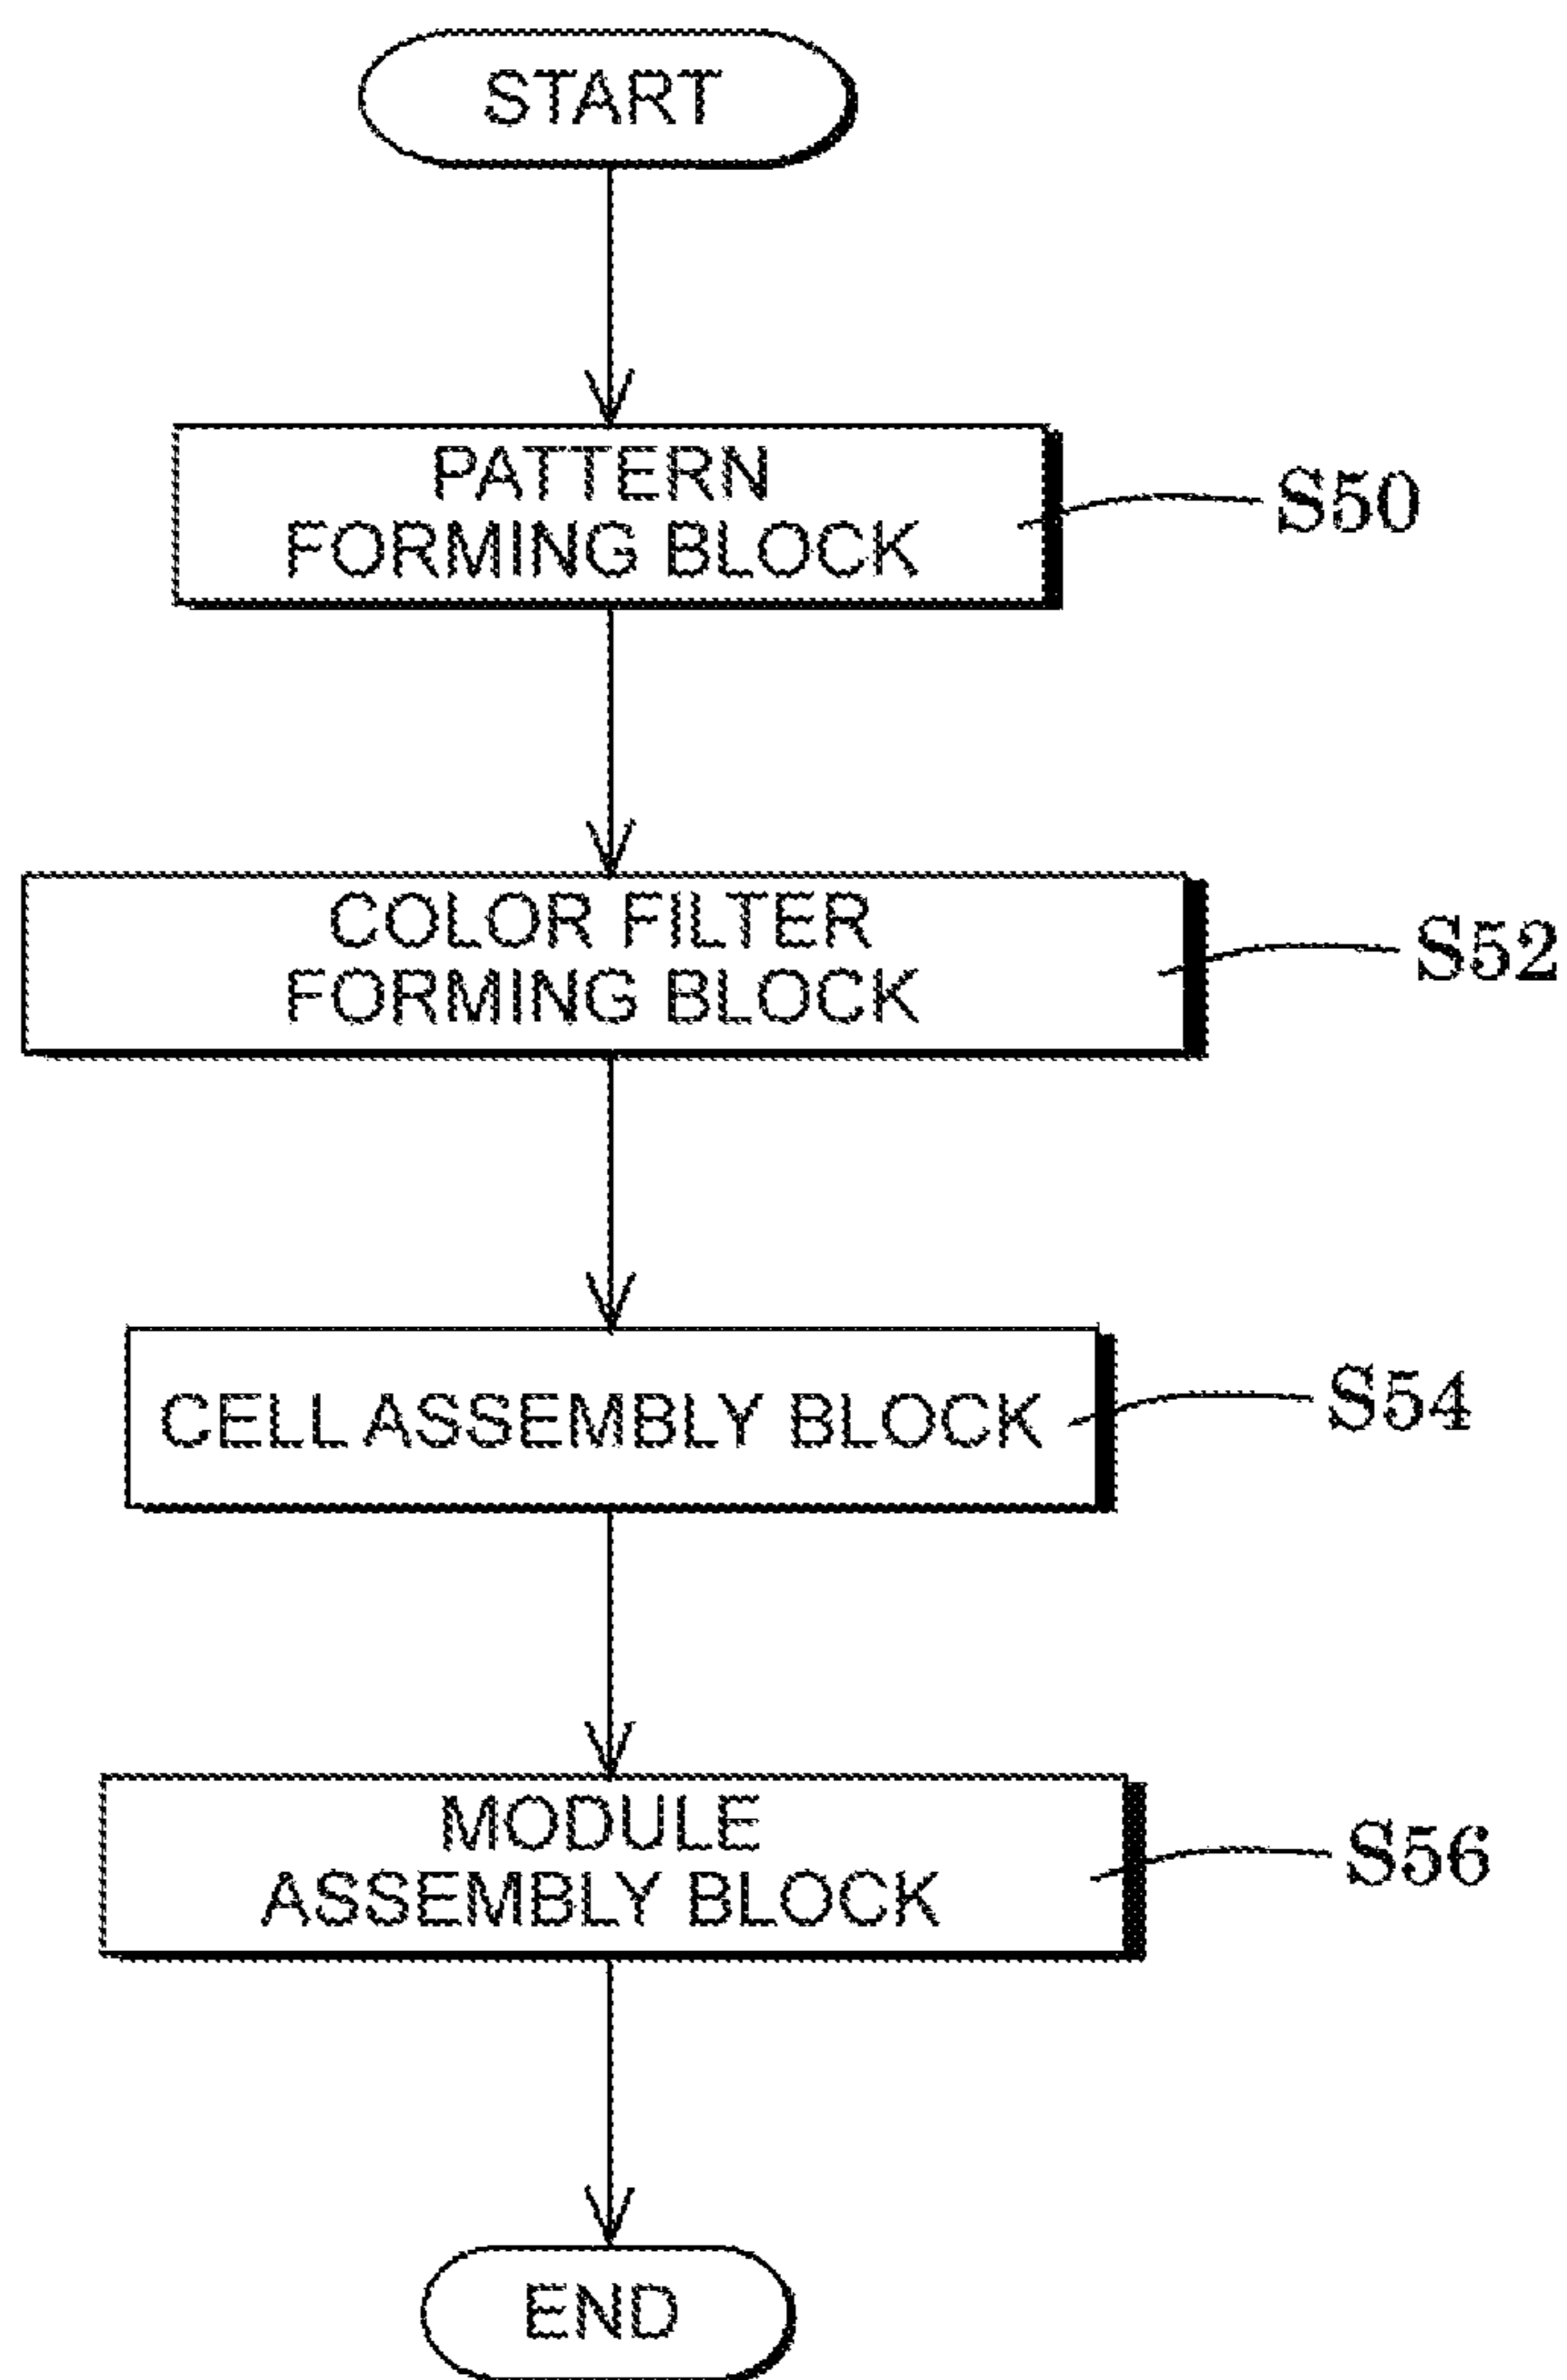 START
PATTERN
FORMING BLOCK
S50
COLOR FILTER
FORMING BLOCK
S52
CELL ASSEMBLY BLOCK
S54
MODULE
ASSEMBLY BLOCK
S56
END